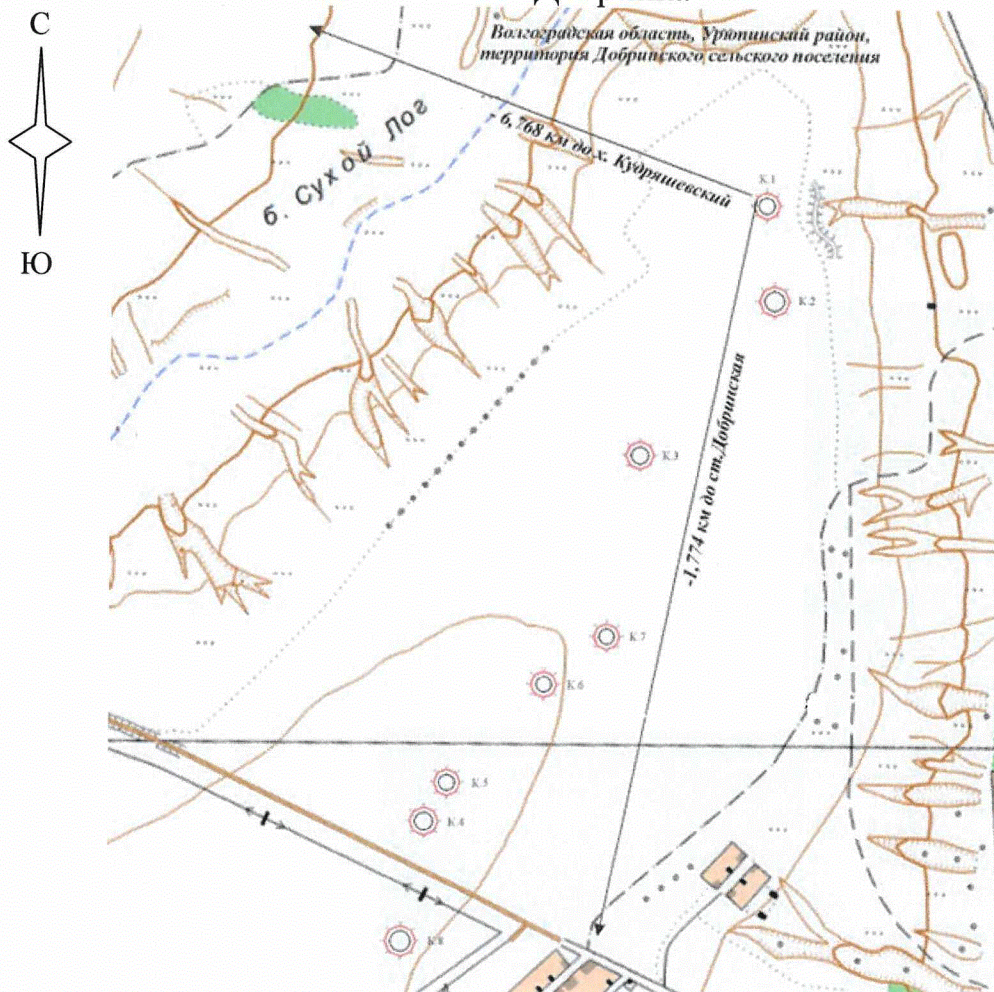 С
Волгоградская область, Урюпинский район,
территория Добринского сельского поселения
б. Сухой Лог
- 6,768 км до х. Кудряшевский
К.1
К.2
-1,774 км до ст.Добринская
К.3
К.7
К.6
К.5
К.4
К.8
Ю